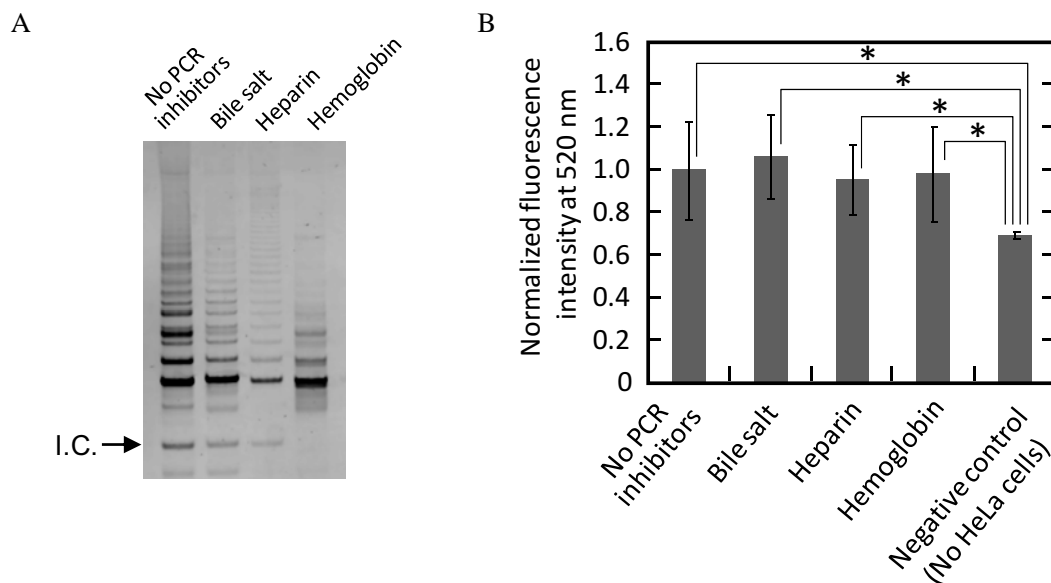 A
No PCR
inhibitors
Bile salt
Heparin
Hemoglobin
I.C.
B
Normalized fluorescence
intensity at 520 nm
1.6
1.4
1.2
1.0
0.8
0.6
0.4
0.2
0
*
*
*
*
No PCR
inhibitors
Bile salt
Heparin
Hemoglobin
Negative control
(No HeLa cells)